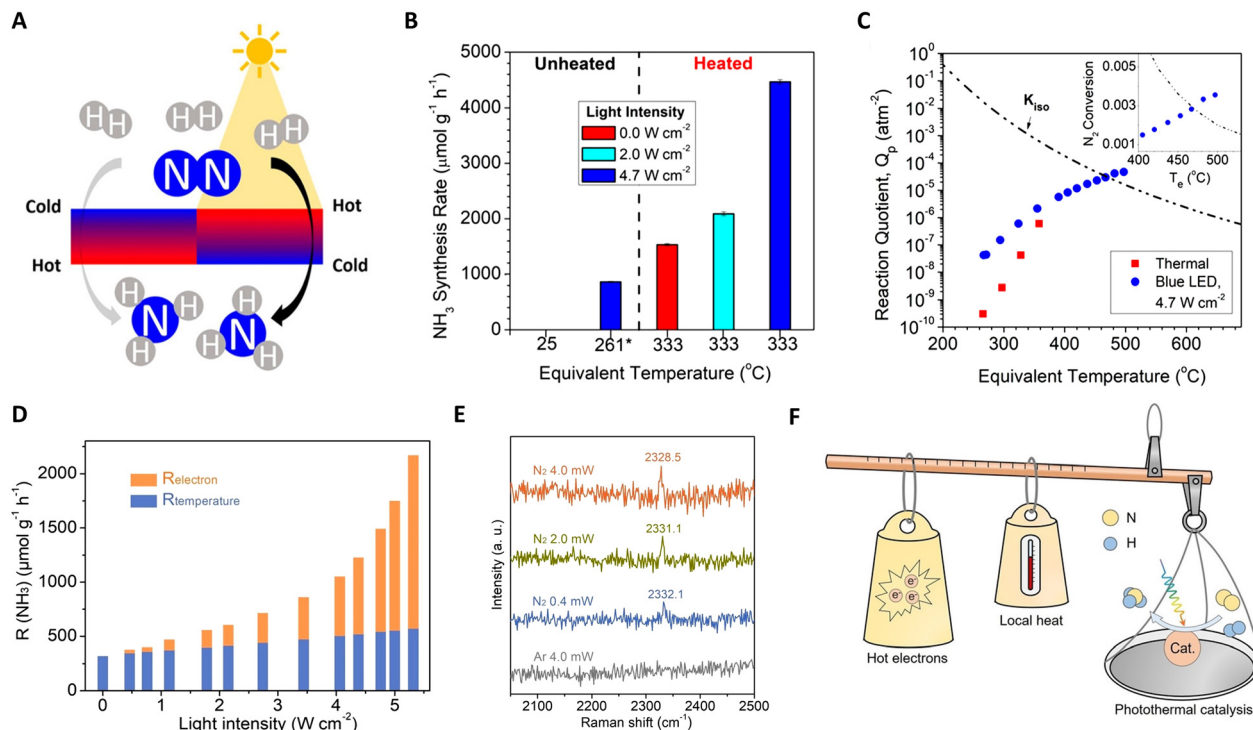 A
H H
H H
H H
N N
Cold
Hot
Hot
Cold
H
H
N
H
H
N
H
H
B
NH₃ Synthesis Rate (μmol g⁻¹ h⁻¹)
5000
4000
3000
2000
1000
0
Unheated
Heated
Light Intensity
0.0 W cm⁻²
2.0 W cm⁻²
4.7 W cm⁻²
25
261*
333
333
333
Equivalent Temperature (°C)
C
Reaction Quotient, Qp (atm⁻²)
10⁰
10⁻¹
10⁻²
10⁻³
10⁻⁴
10⁻⁵
10⁻⁶
10⁻⁷
10⁻⁸
10⁻⁹
10⁻¹⁰
Kiso
N₂ Conversion
0.005
0.003
0.001
400 450 500
Te (°C)
Thermal
Blue LED,
4.7 W cm⁻²
200 300 400 500 600
Equivalent Temperature (°C)
D
R (NH₃) (μmol g⁻¹ h⁻¹)
2000
1500
1000
500
0
Relectron
Rtemperature
0 1 2 3 4 5
Light intensity (W cm⁻²)
E
Intensity (a. u.)
N₂ 4.0 mW
2328.5
N₂ 2.0 mW
2331.1
N₂ 0.4 mW
2332.1
Ar 4.0 mW
2100 2200 2300 2400 2500
Raman shift (cm⁻¹)
F
e⁻
e⁻ e⁻
Hot electrons
Local heat
N
H
Cat.
Photothermal catalysis